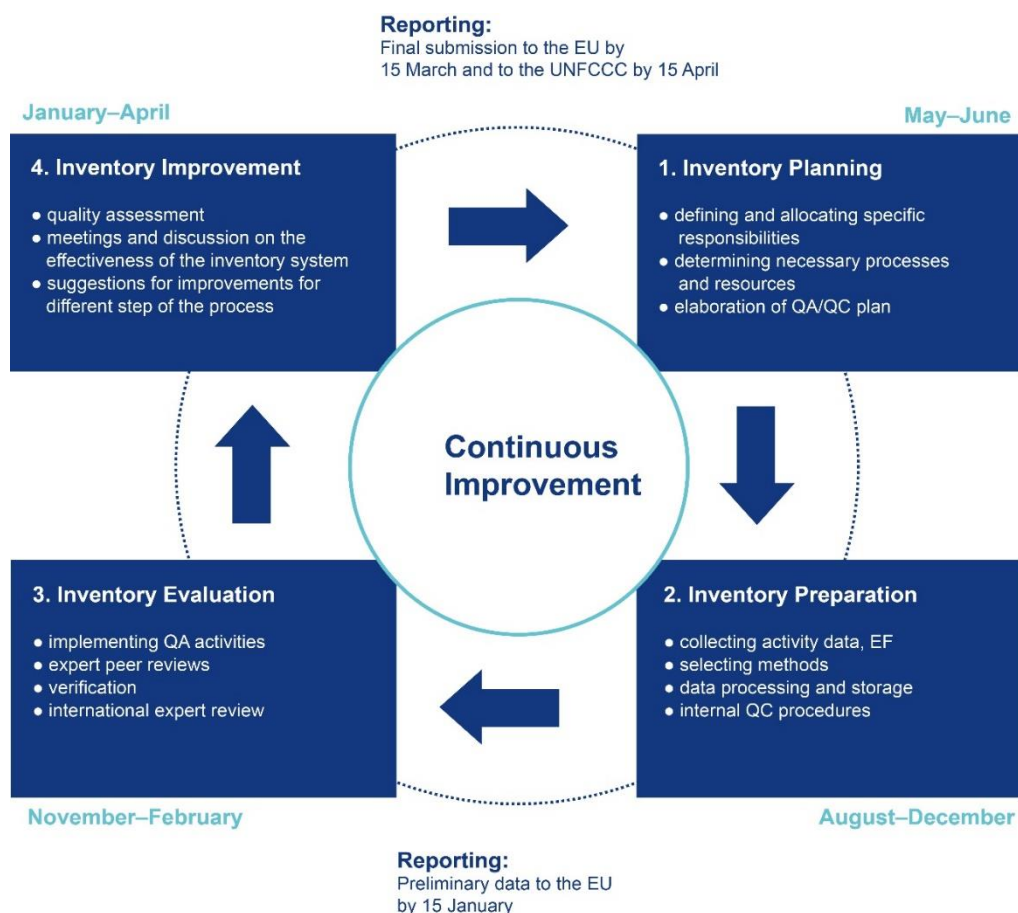 Reporting:
Final submission to the EU by
15 March and to the UNFCCC by 15 April
January–April
May–June
4. Inventory Improvement
● quality assessment
● meetings and discussion on the
effectiveness of the inventory system
● suggestions for improvements for
different step of the process
1. Inventory Planning
● defining and allocating specific
responsibilities
● determining necessary processes
and resources
● elaboration of QA/QC plan
Continuous
Improvement
3. Inventory Evaluation
● implementing QA activities
● expert peer reviews
● verification
● international expert review
2. Inventory Preparation
● collecting activity data, EF
● selecting methods
● data processing and storage
● internal QC procedures
November–February
August–December
Reporting:
Preliminary data to the EU
by 15 January